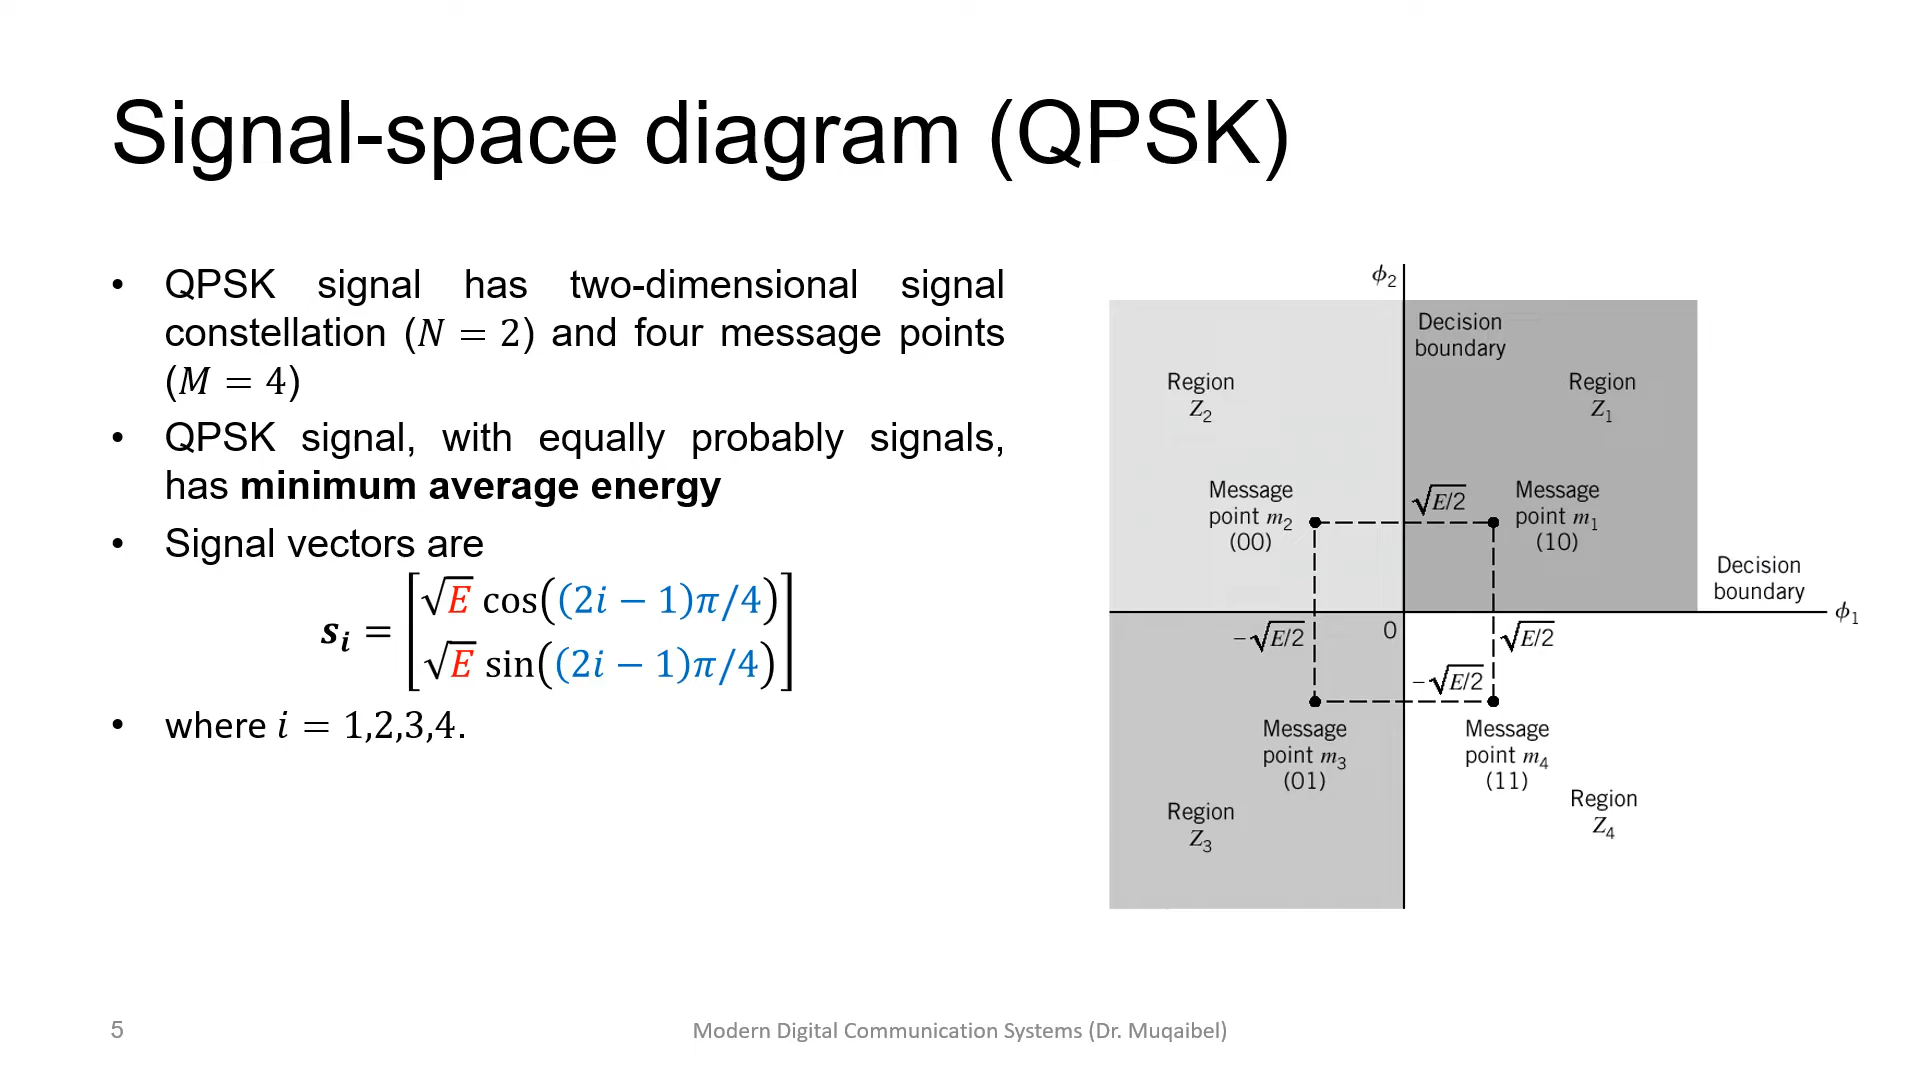 Signal-space diagram (QPSK)
• QPSK signal has two-dimensional signal
constellation (N = 2) and four message points
(M = 4)
• QPSK signal, with equally probably signals,
has minimum average energy
• Signal vectors are
sᵢ = [√E cos((2i − 1)π/4)
√E sin((2i − 1)π/4)]
• where i = 1,2,3,4.
ϕ₂
Decision
boundary
Region
Z₂
Region
Z₁
Message
point m₂
(00)
√E/2
Message
point m₁
(10)
Decision
boundary
ϕ₁
−√E/2
0
√E/2
−√E/2
Message
point m₃
(01)
Message
point m₄
(11)
Region
Z₃
Region
Z₄
5
Modern Digital Communication Systems (Dr. Muqaibel)